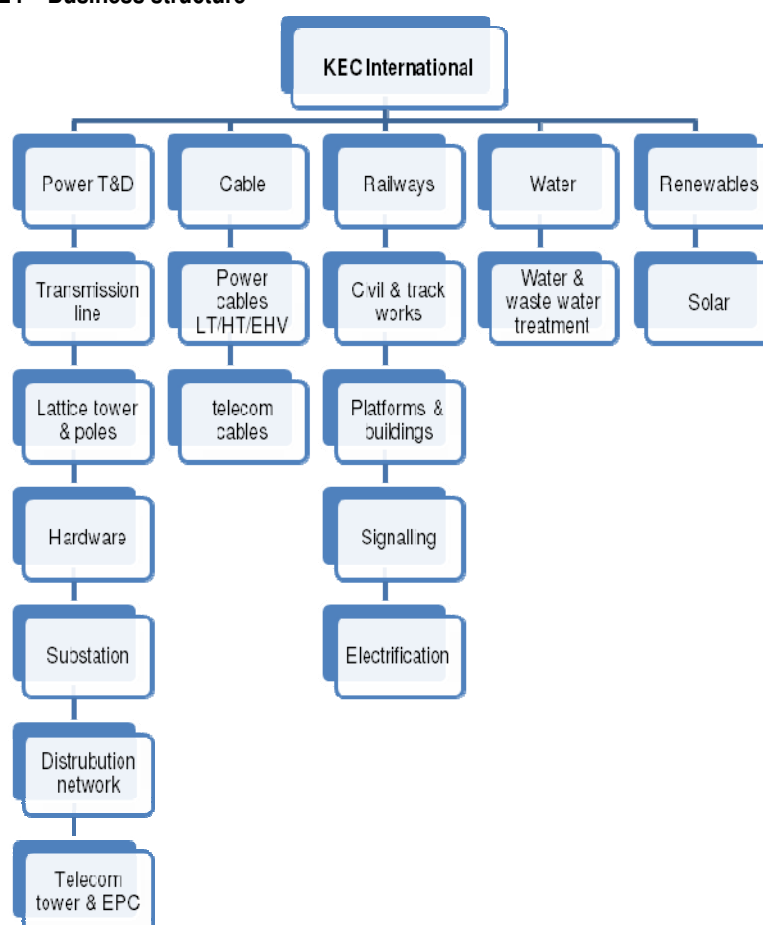 Business structure
KEC International
Power T&D
Cable
Railways
Water
Renewables
Transmission
line
Power
cables
LT/HT/EHV
Civil & track
works
Water &
waste water
treatment
Solar
Lattice tower
& poles
telecom
cables
Platforms &
buildings
Hardware
Signalling
Substation
Electrification
Distrubution
network
Telecom
tower & EPC